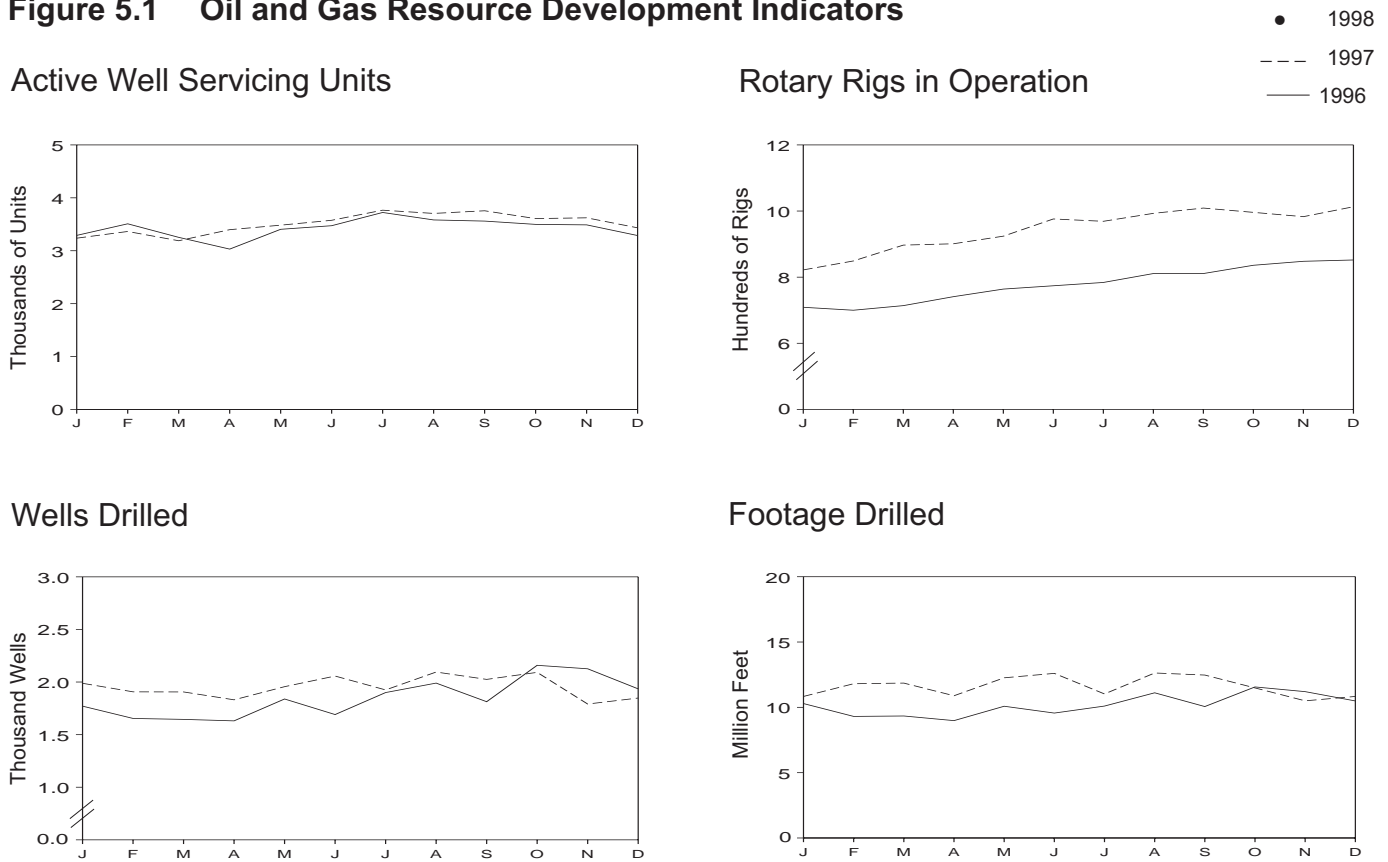 Figure 5.1 Oil and Gas Resource Development Indicators
1998
1997
1996
Active Well Servicing Units
Thousands of Units
5
4
3
2
1
0
J F M A M J J A S O N D
Rotary Rigs in Operation
Hundreds of Rigs
12
10
8
6
0
J F M A M J J A S O N D
Wells Drilled
Thousand Wells
3.0
2.5
2.0
1.5
1.0
0.0
J F M A M J J A S O N D
Footage Drilled
Million Feet
20
15
10
5
0
J F M A M J J A S O N D